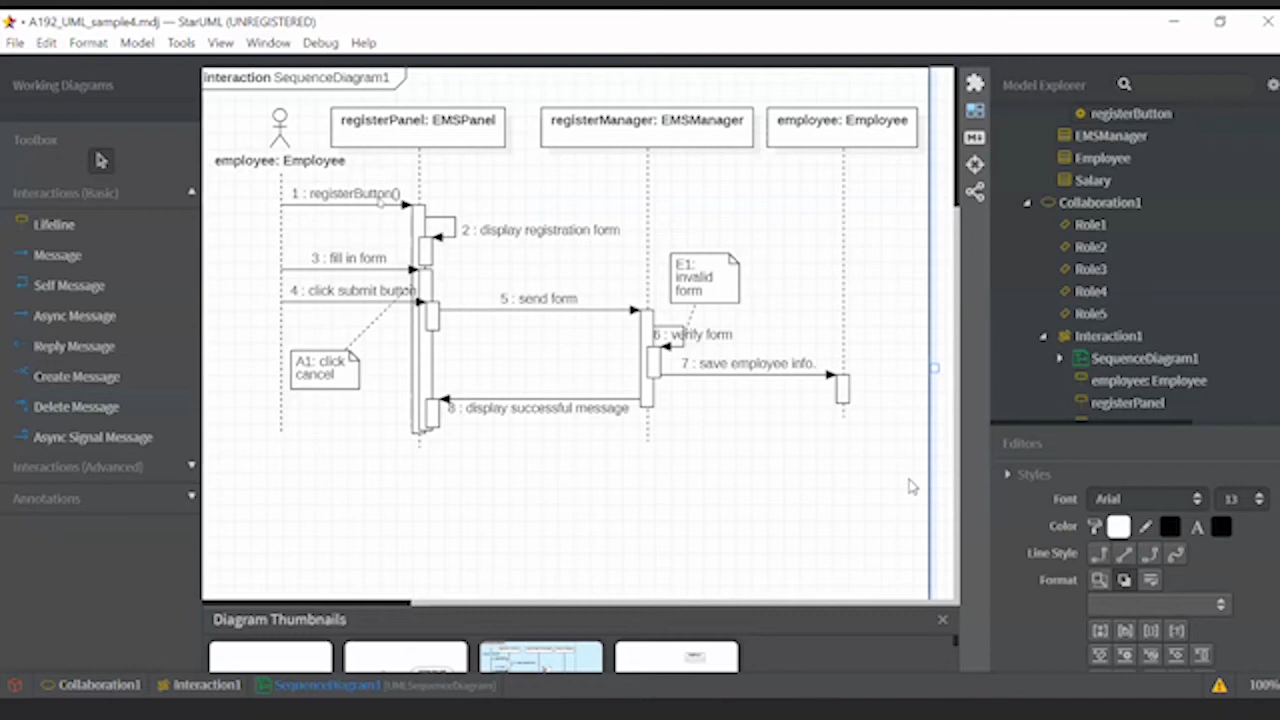 A192_UML_sample4.mdj — StarUML (UNREGISTERED)
File Edit Format Model Tools View Window Debug Help
Working Diagrams
Toolbox
Interactions (Basic)
Lifeline
Message
Self Message
Async Message
Reply Message
Create Message
Delete Message
Async Signal Message
Interactions (Advanced)
Annotations
interaction SequenceDiagram1
registerPanel: EMSPanel
registerManager: EMSManager
employee: Employee
employee: Employee
1 : registerButton()
2 : display registration form
3 : fill in form
4 : click submit button
5 : send form
E1:
invalid
form
6 : verify form
7 : save employee info.
A1: click
cancel
8 : display successful message
Diagram Thumbnails
M↓
Model Explorer
registerButton
EMSManager
Employee
Salary
Collaboration1
Role1
Role2
Role3
Role4
Role5
Interaction1
SequenceDiagram1
employee: Employee
registerPanel
Editors
Styles
Font Arial 13
Color A
Line Style
Format
Collaboration1 Interaction1 SequenceDiagram1 [UMLSequenceDiagram]
100%